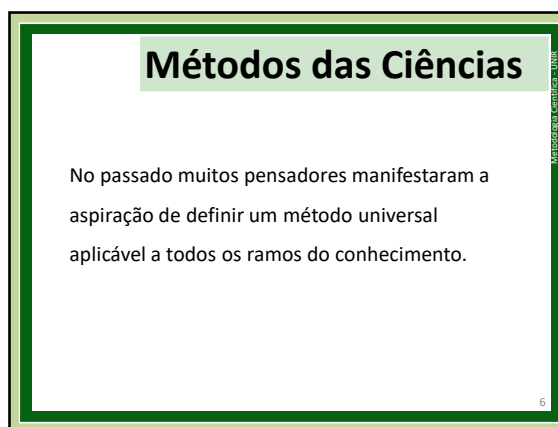 Métodos das Ciências
Metodologia Científica - UNIR
No passado muitos pensadores manifestaram a
aspiração de definir um método universal
aplicável a todos os ramos do conhecimento.
6